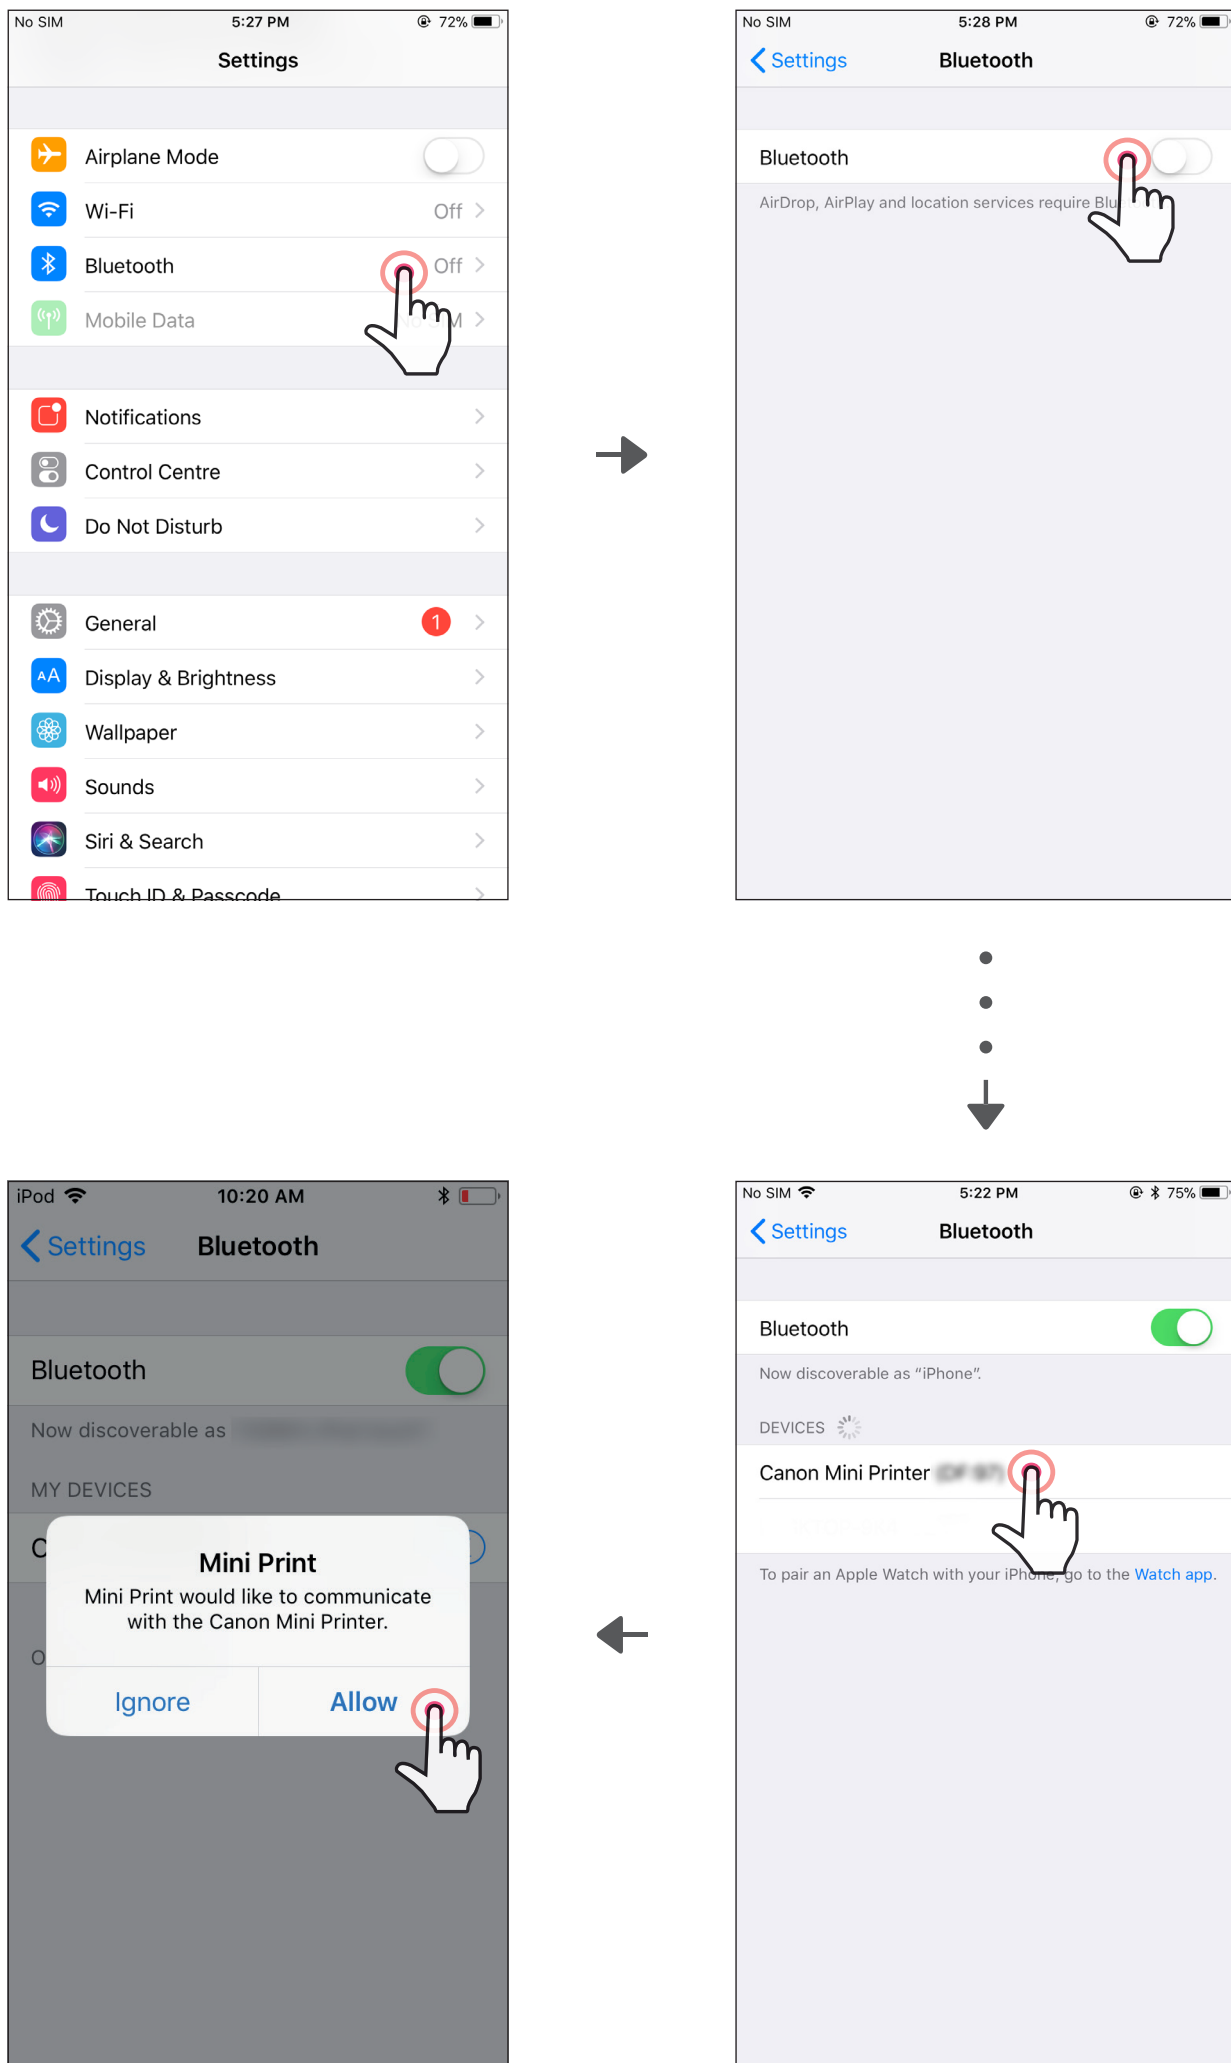 No SIM 5:27 PM 72%
Settings
Airplane Mode
Wi-Fi Off
Bluetooth Off
Mobile Data No SIM
Notifications
Control Centre
Do Not Disturb
General 1
AA Display & Brightness
Wallpaper
Sounds
Siri & Search
Touch ID & Passcode
No SIM 5:28 PM 72%
Settings Bluetooth
Bluetooth
AirDrop, AirPlay and location services require
No SIM 5:22 PM 75%
Settings Bluetooth
Bluetooth
Now discoverable as “iPhone”.
DEVICES
Canon Mini Printer
To pair an Apple Watch with your iPhone, go to the Watch app.
iPod 10:20 AM
Settings Bluetooth
Bluetooth
Now discoverable as
MY DEVICES
Mini Print
Mini Print would like to communicate
with the Canon Mini Printer.
Ignore Allow